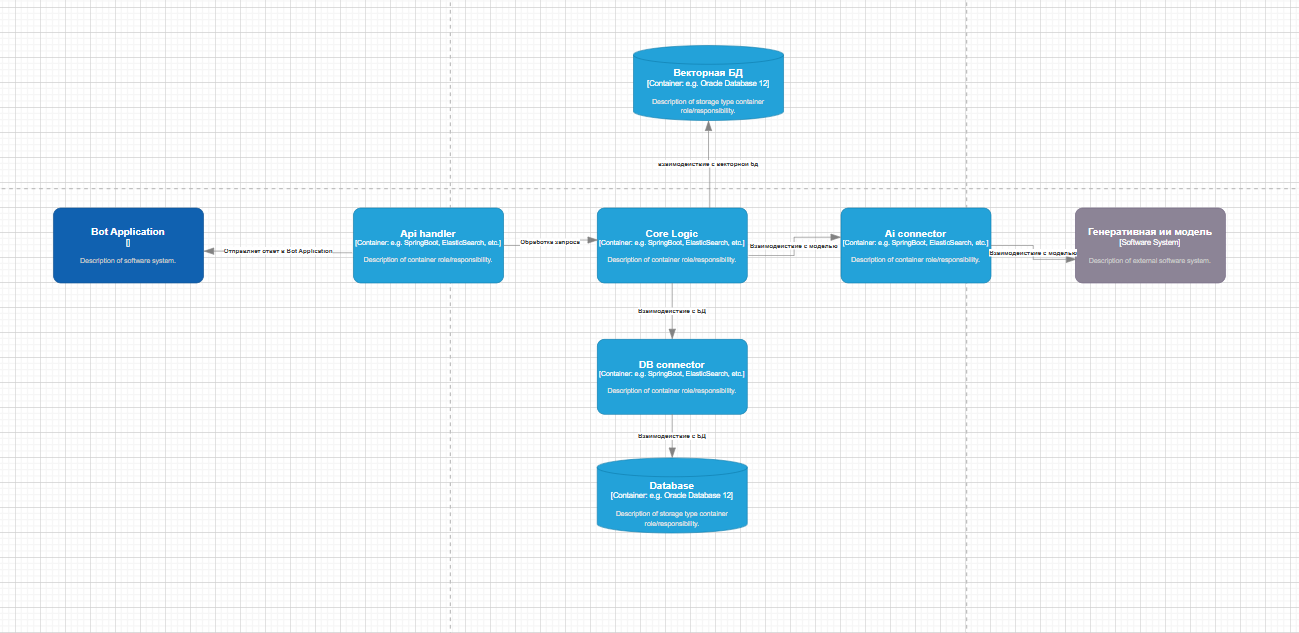 Векторная БД
[Container: e.g. Oracle Database 12]
Description of storage type container
role/responsibility.
Взаимодействие с векторной бд
Bot Application
[]
Description of software system.
Отправляет ответ в Bot Application
Api handler
[Container: e.g. SpringBoot, ElasticSearch, etc.]
Description of container role/responsibility.
Обработка запроса
Core Logic
[Container: e.g. SpringBoot, ElasticSearch, etc.]
Description of container role/responsibility.
Взаимодействие с моделью
Ai connector
[Container: e.g. SpringBoot, ElasticSearch, etc.]
Description of container role/responsibility.
Взаимодействие с моделью
Генеративная ии модель
[Software System]
Description of external software system.
Взаимодействие с БД
DB connector
[Container: e.g. SpringBoot, ElasticSearch, etc.]
Description of container role/responsibility.
Взаимодействие с БД
Database
[Container: e.g. Oracle Database 12]
Description of storage type container
role/responsibility.